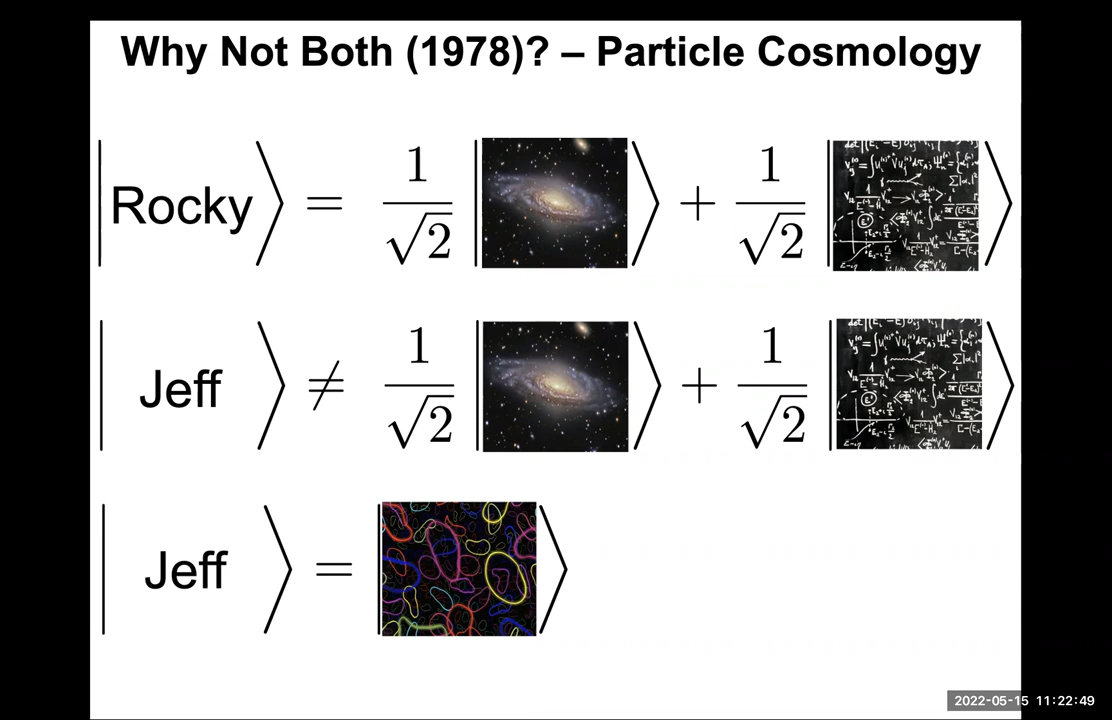 Why Not Both (1978)? – Particle Cosmology
|Rocky⟩ = 1/√2 | ⟩ + 1/√2 | ⟩
|Jeff⟩ ≠ 1/√2 | ⟩ + 1/√2 | ⟩
|Jeff⟩ = | ⟩
2022-05-15 11:22:49